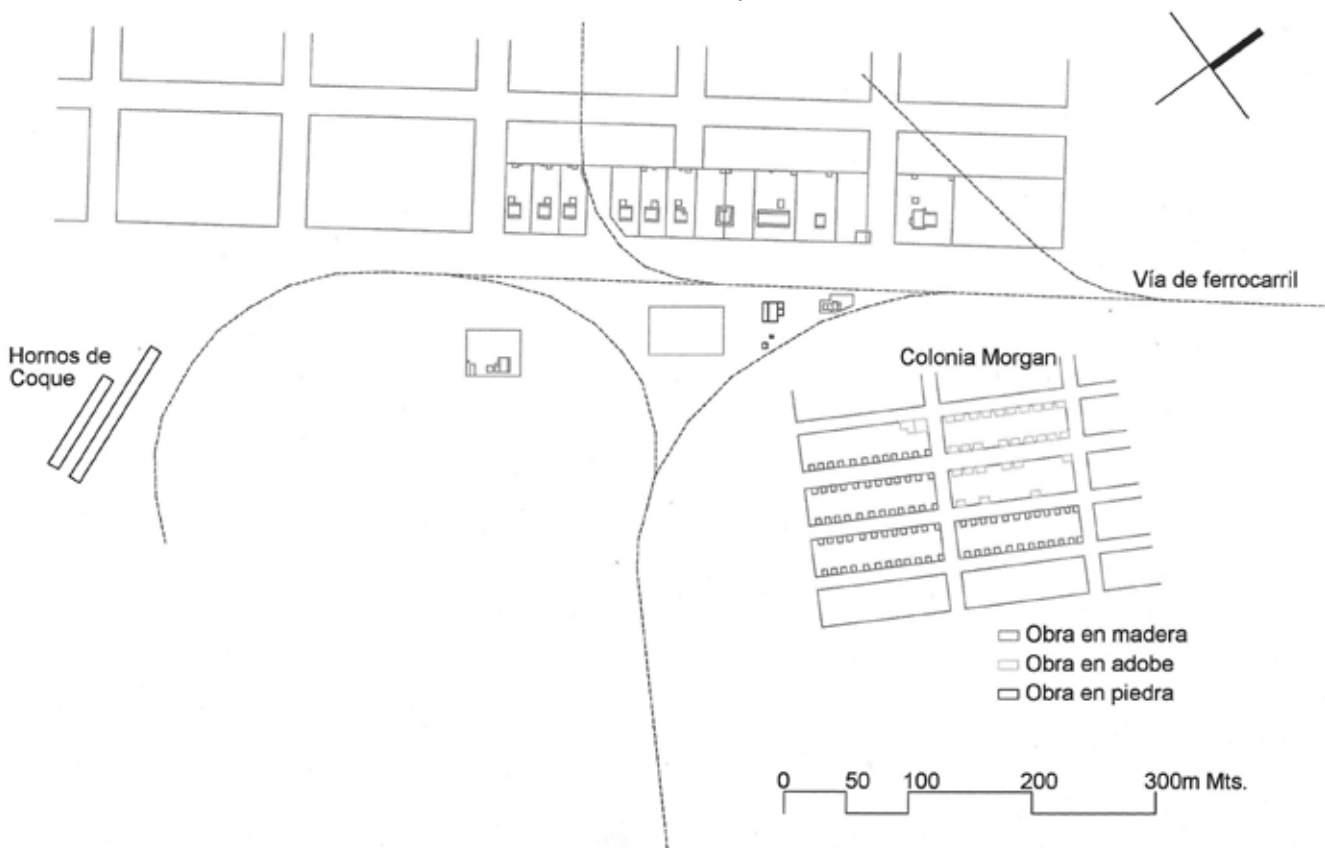 Vía de ferrocarril
Hornos de
Coque
Colonia Morgan
Obra en madera
Obra en adobe
Obra en piedra
0 50 100 200 300m Mts.